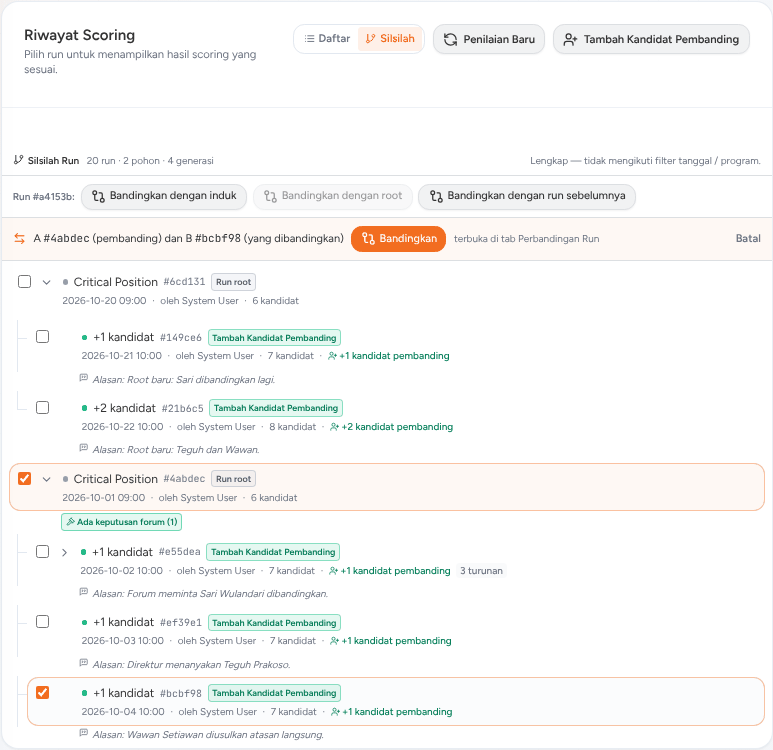 Riwayat Scoring
Pilih run untuk menampilkan hasil scoring yang
sesuai.
Daftar
Silsilah
Penilaian Baru
Tambah Kandidat Pembanding
Silsilah Run 20 run · 2 pohon · 4 generasi
Lengkap — tidak mengikuti filter tanggal / program.
Run #a4153b:
Bandingkan dengan induk
Bandingkan dengan root
Bandingkan dengan run sebelumnya
A #4abdec (pembanding) dan B #bcbf98 (yang dibandingkan)
Bandingkan
terbuka di tab Perbandingan Run
Batal
Critical Position #6cd131 Run root
2026-10-20 09:00 · oleh System User · 6 kandidat
+1 kandidat #149ce6 Tambah Kandidat Pembanding
2026-10-21 10:00 · oleh System User · 7 kandidat · +1 kandidat pembanding
Alasan: Root baru: Sari dibandingkan lagi.
+2 kandidat #21b6c5 Tambah Kandidat Pembanding
2026-10-22 10:00 · oleh System User · 8 kandidat · +2 kandidat pembanding
Alasan: Root baru: Teguh dan Wawan.
Critical Position #4abdec Run root
2026-10-01 09:00 · oleh System User · 6 kandidat
Ada keputusan forum (1)
+1 kandidat #e55dea Tambah Kandidat Pembanding
2026-10-02 10:00 · oleh System User · 7 kandidat · +1 kandidat pembanding 3 turunan
Alasan: Forum meminta Sari Wulandari dibandingkan.
+1 kandidat #ef39e1 Tambah Kandidat Pembanding
2026-10-03 10:00 · oleh System User · 7 kandidat · +1 kandidat pembanding
Alasan: Direktur menanyakan Teguh Prakoso.
+1 kandidat #bcbf98 Tambah Kandidat Pembanding
2026-10-04 10:00 · oleh System User · 7 kandidat · +1 kandidat pembanding
Alasan: Wawan Setiawan diusulkan atasan langsung.